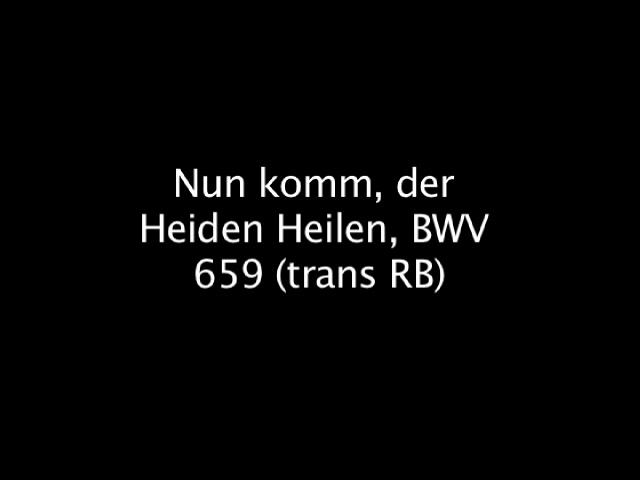 Nun komm, der
Heiden Heilen, BWV
659 (trans RB)